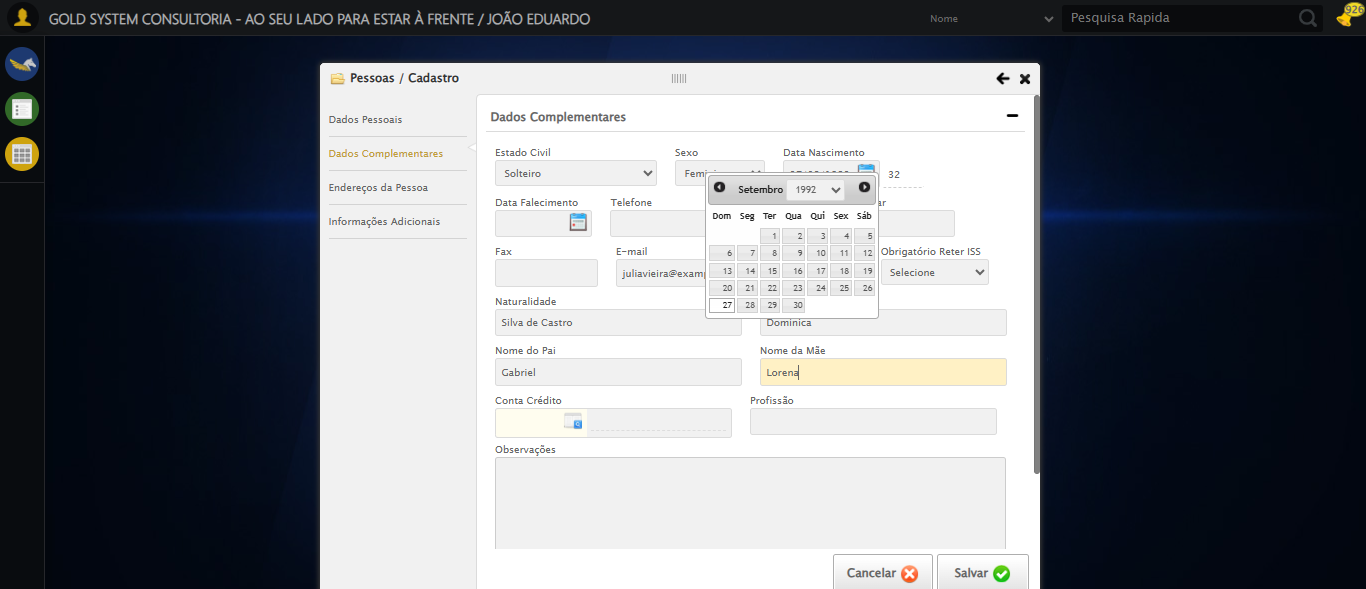 GOLD SYSTEM CONSULTORIA - AO SEU LADO PARA ESTAR À FRENTE / JOÃO EDUARDO
Nome
Pesquisa Rapida
926
Pessoas / Cadastro
Dados Pessoais
Dados Complementares
Endereços da Pessoa
Informações Adicionais
Dados Complementares
Estado Civil
Sexo
Data Nascimento
Solteiro
32
Setembro 1992
Dom Seg Ter Qua Qui Sex Sáb
1 2 3 4 5
6 7 8 9 10 11 12
13 14 15 16 17 18 19
20 21 22 23 24 25 26
27 28 29 30
Data Falecimento
Telefone
Fax
E-mail
Obrigatório Reter ISS
Selecione
Naturalidade
Silva de Castro
Dominica
Nome do Pai
Nome da Mãe
Gabriel
Lorena
Conta Crédito
Profissão
Observações
Cancelar
Salvar